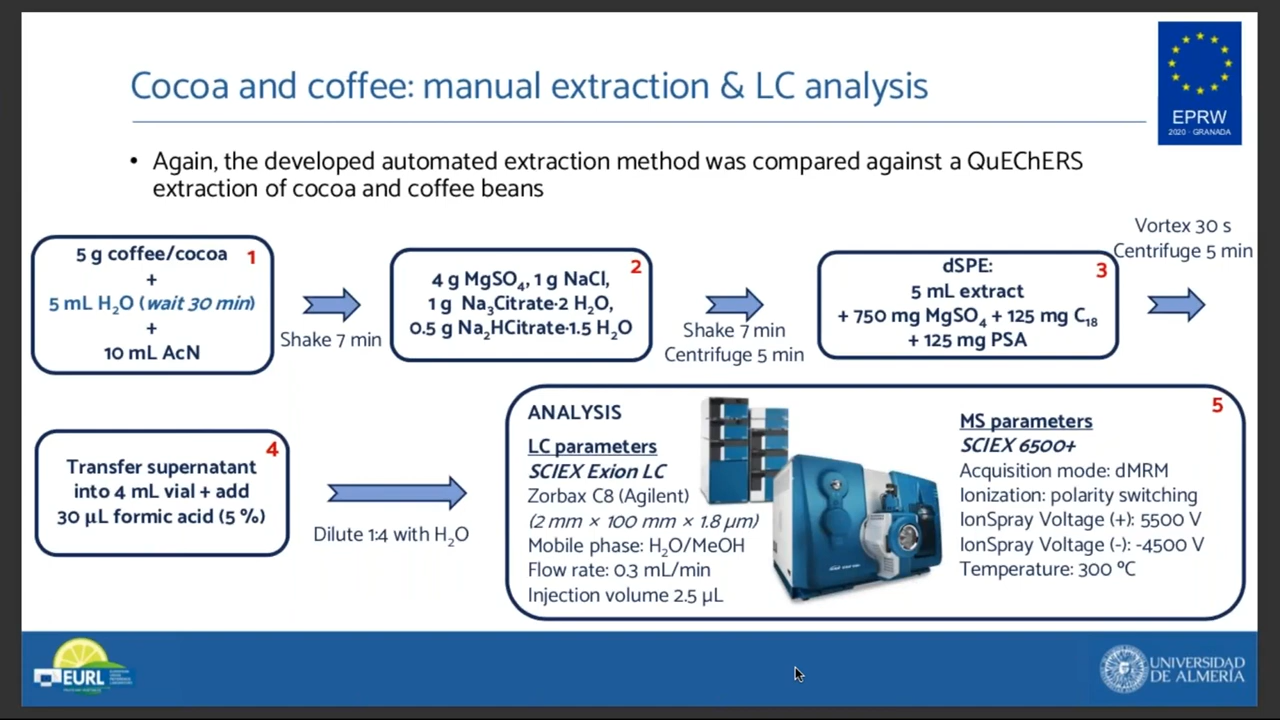 Cocoa and coffee: manual extraction & LC analysis
EPRW
2020 · GRANADA
• Again, the developed automated extraction method was compared against a QuEChERS
extraction of cocoa and coffee beans
5 g coffee/cocoa
1
+
5 mL H₂O (wait 30 min)
+
10 mL AcN
Shake 7 min
2
4 g MgSO₄, 1 g NaCl,
1 g Na₃Citrate·2 H₂O,
0.5 g Na₂HCitrate·1.5 H₂O
Shake 7 min
Centrifuge 5 min
3
dSPE:
5 mL extract
+ 750 mg MgSO₄ + 125 mg C₁₈
+ 125 mg PSA
Vortex 30 s
Centrifuge 5 min
4
Transfer supernatant
into 4 mL vial + add
30 µL formic acid (5 %)
Dilute 1:4 with H₂O
5
ANALYSIS
LC parameters
SCIEX Exion LC
Zorbax C8 (Agilent)
(2 mm × 100 mm × 1.8 µm)
Mobile phase: H₂O/MeOH
Flow rate: 0.3 mL/min
Injection volume 2.5 µL
MS parameters
SCIEX 6500+
Acquisition mode: dMRM
Ionization: polarity switching
IonSpray Voltage (+): 5500 V
IonSpray Voltage (-): -4500 V
Temperature: 300 ºC
EURL
UNIVERSIDAD
DE ALMERÍA